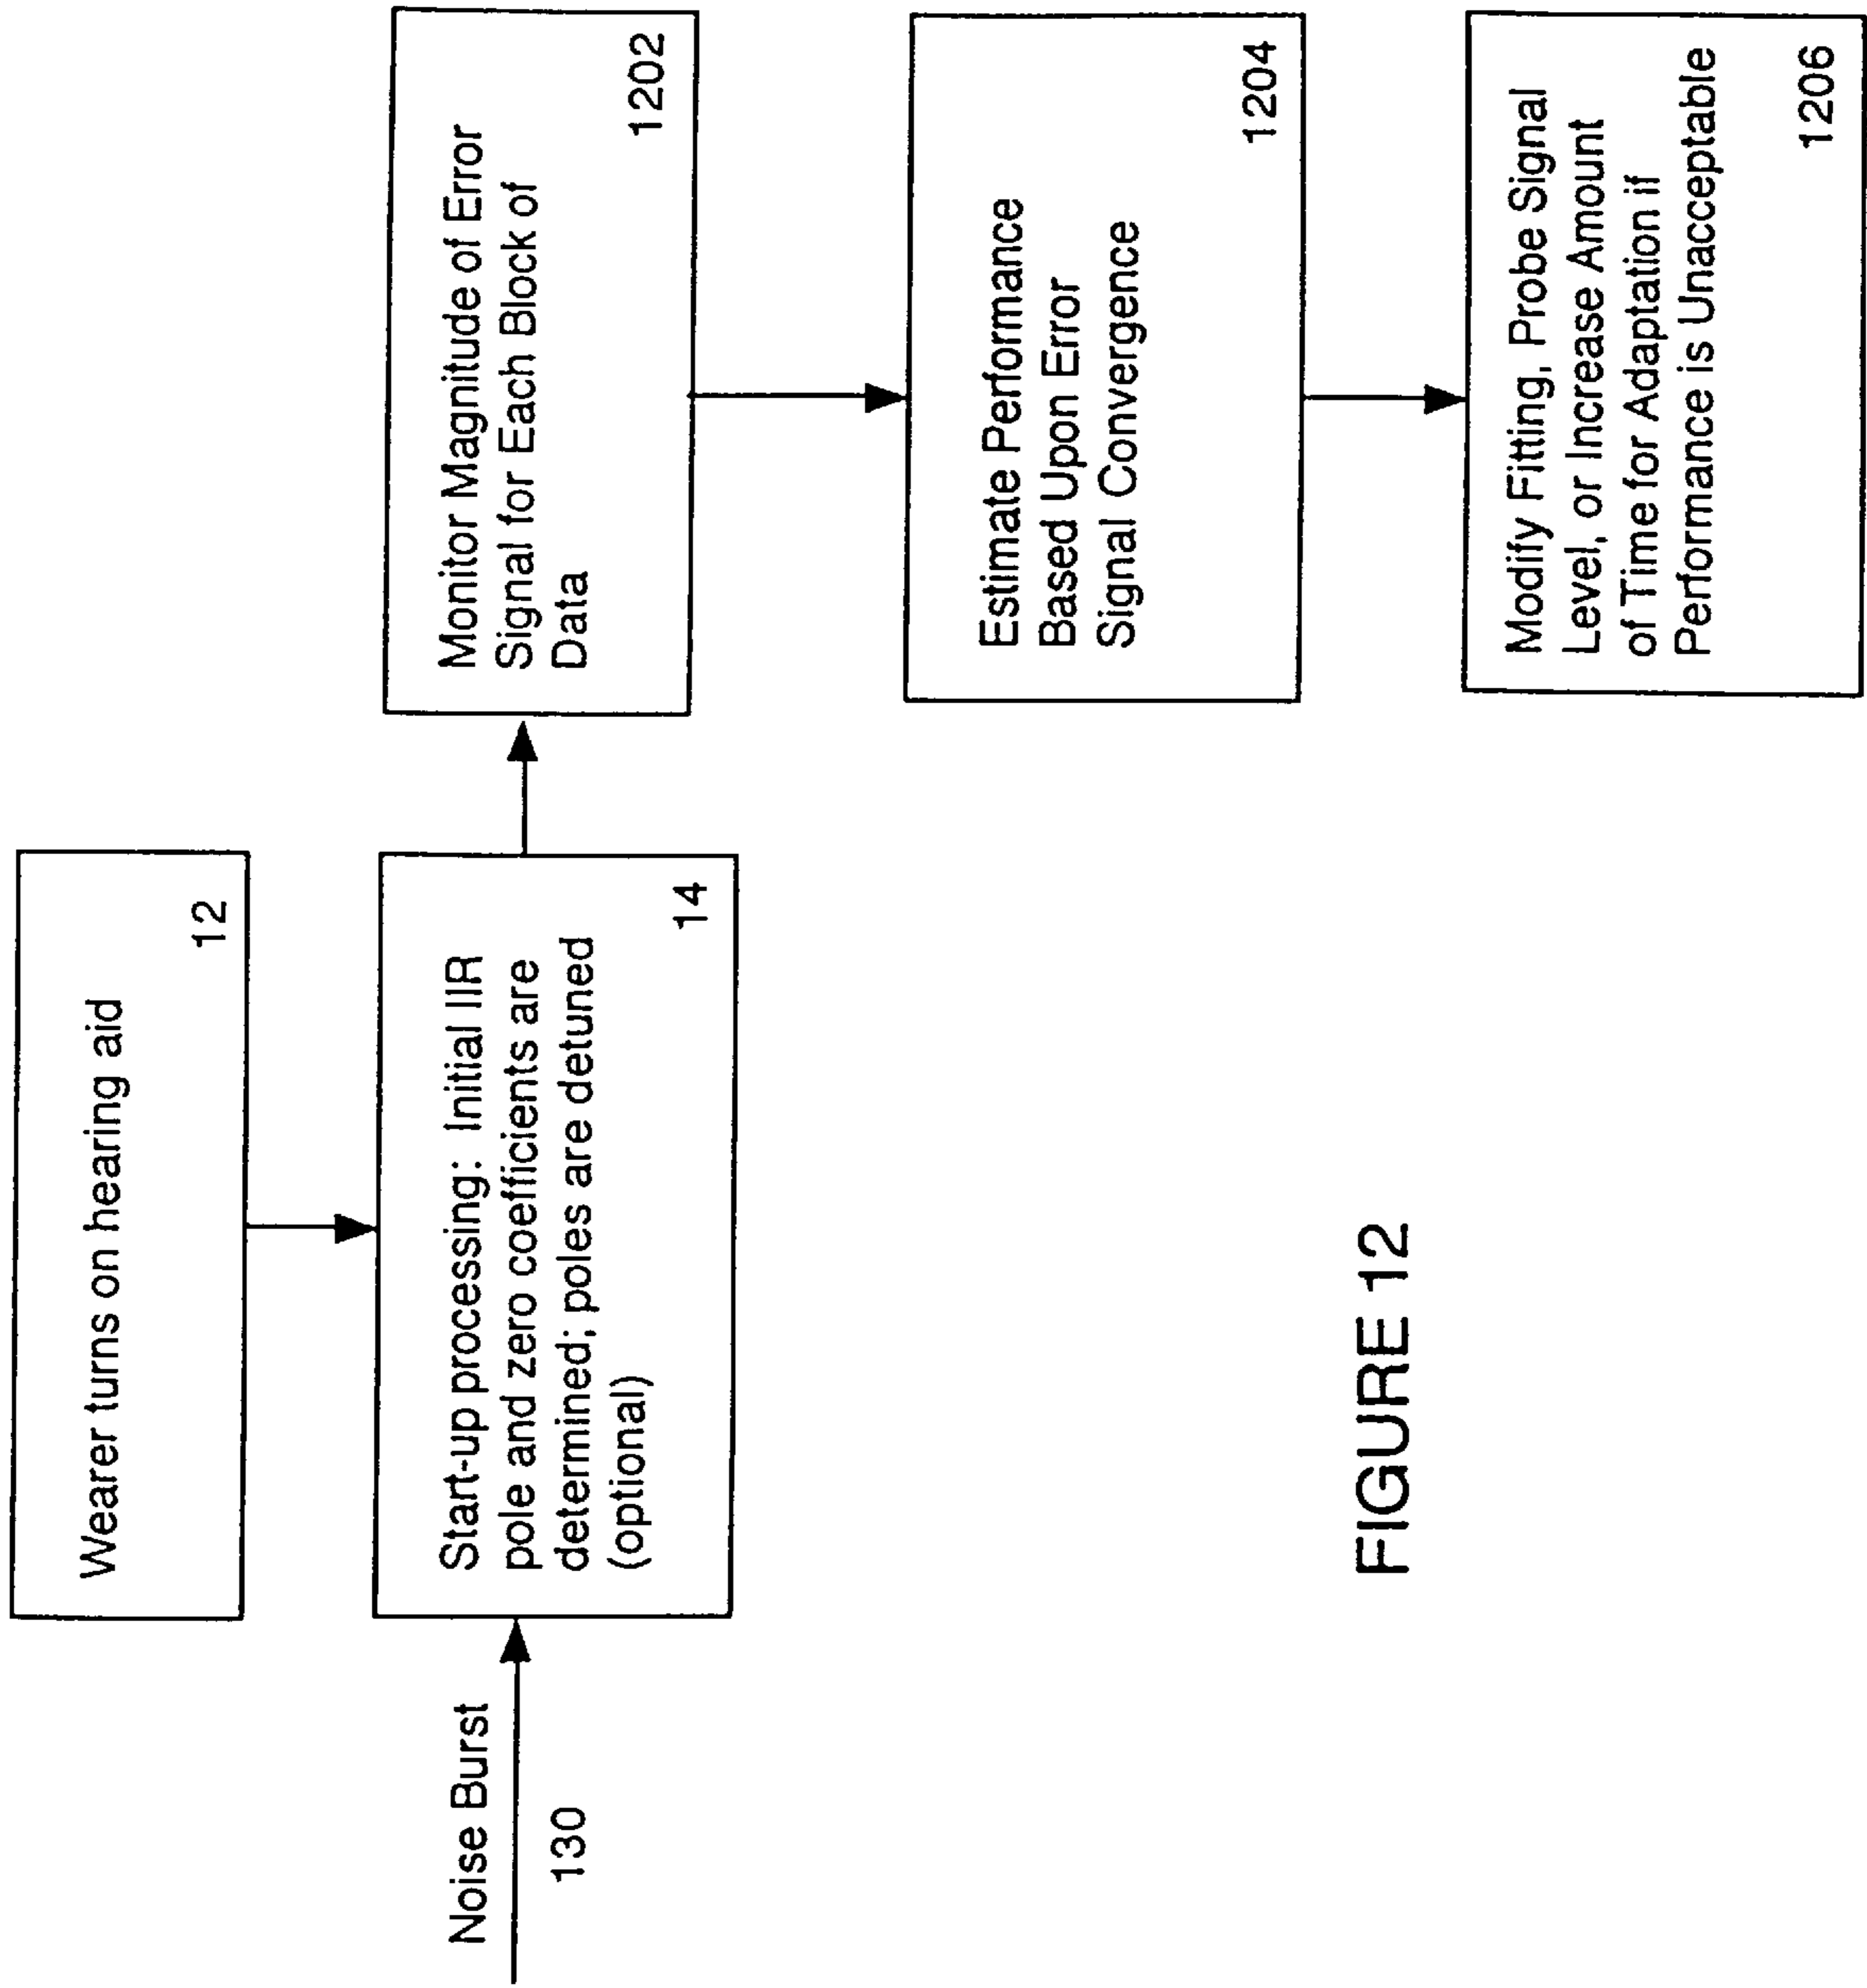 Wearer turns on hearing aid
12
Noise Burst
130
Start-up processing: Initial IIR
pole and zero coefficients are
determined; poles are detuned
(optional)
14
Monitor Magnitude of Error
Signal for Each Block of
Data
1202
Estimate Performance
Based Upon Error
Signal Convergence
1204
Modify Fitting, Probe Signal
Level, or Increase Amount
of Time for Adaptation if
Performance is Unacceptable
1206
FIGURE 12